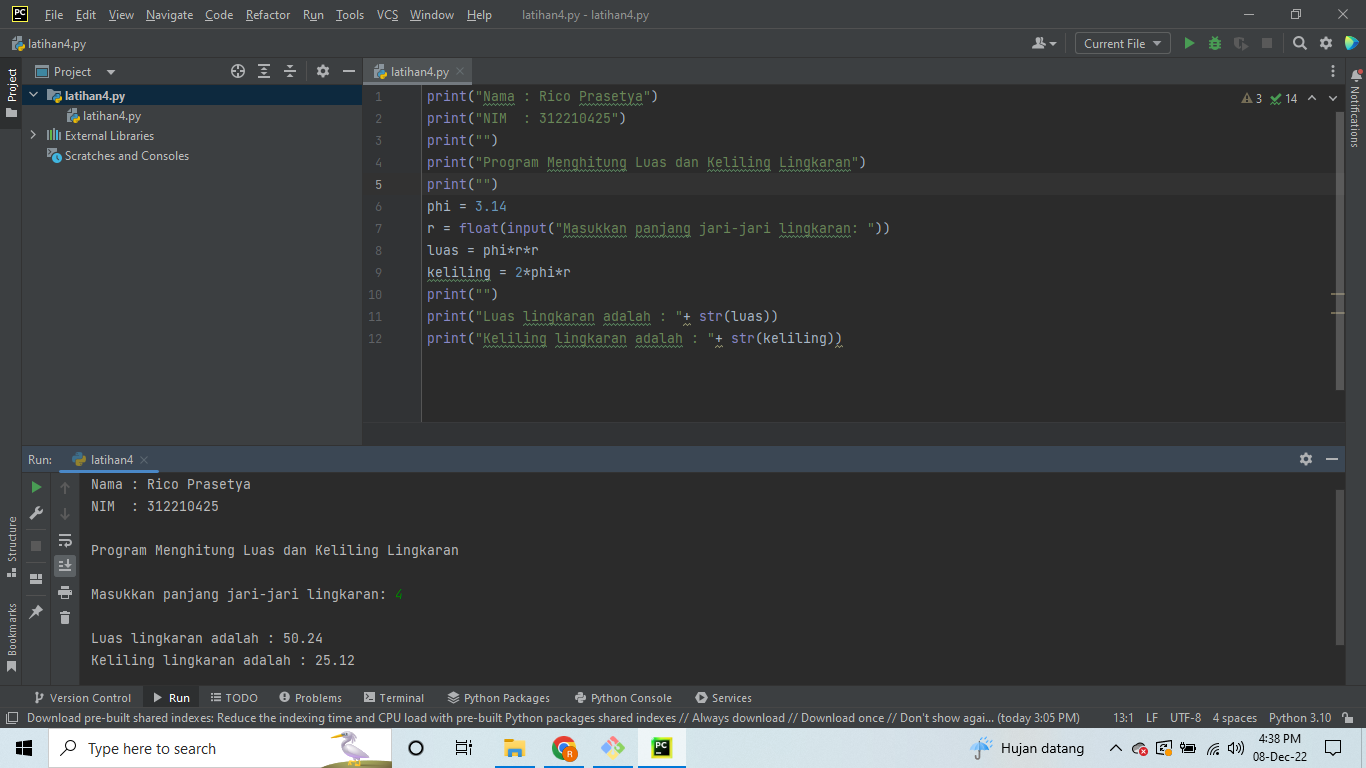 PC File Edit View Navigate Code Refactor Run Tools VCS Window Help latihan4.py - latihan4.py
latihan4.py Current File
Project Project latihan4.py
latihan4.py
latihan4.py
External Libraries
Scratches and Consoles
3 14
Notifications
1 print("Nama : Rico Prasetya")
2 print("NIM  : 312210425")
3 print("")
4 print("Program Menghitung Luas dan Keliling Lingkaran")
5 print("")
6 phi = 3.14
7 r = float(input("Masukkan panjang jari-jari lingkaran: "))
8 luas = phi*r*r
9 keliling = 2*phi*r
10 print("")
11 print("Luas lingkaran adalah : "+ str(luas))
12 print("Keliling lingkaran adalah : "+ str(keliling))
Run: latihan4
Nama : Rico Prasetya
NIM  : 312210425
Program Menghitung Luas dan Keliling Lingkaran
Masukkan panjang jari-jari lingkaran: 4
Luas lingkaran adalah : 50.24
Keliling lingkaran adalah : 25.12
Structure
Bookmarks
Version Control Run TODO Problems Terminal Python Packages Python Console Services
Download pre-built shared indexes: Reduce the indexing time and CPU load with pre-built Python packages shared indexes // Always download // Download once // Don't show agai... (today 3:05 PM) 13:1 LF UTF-8 4 spaces Python 3.10
Type here to search R PC Hujan datang 4:38 PM
08-Dec-22